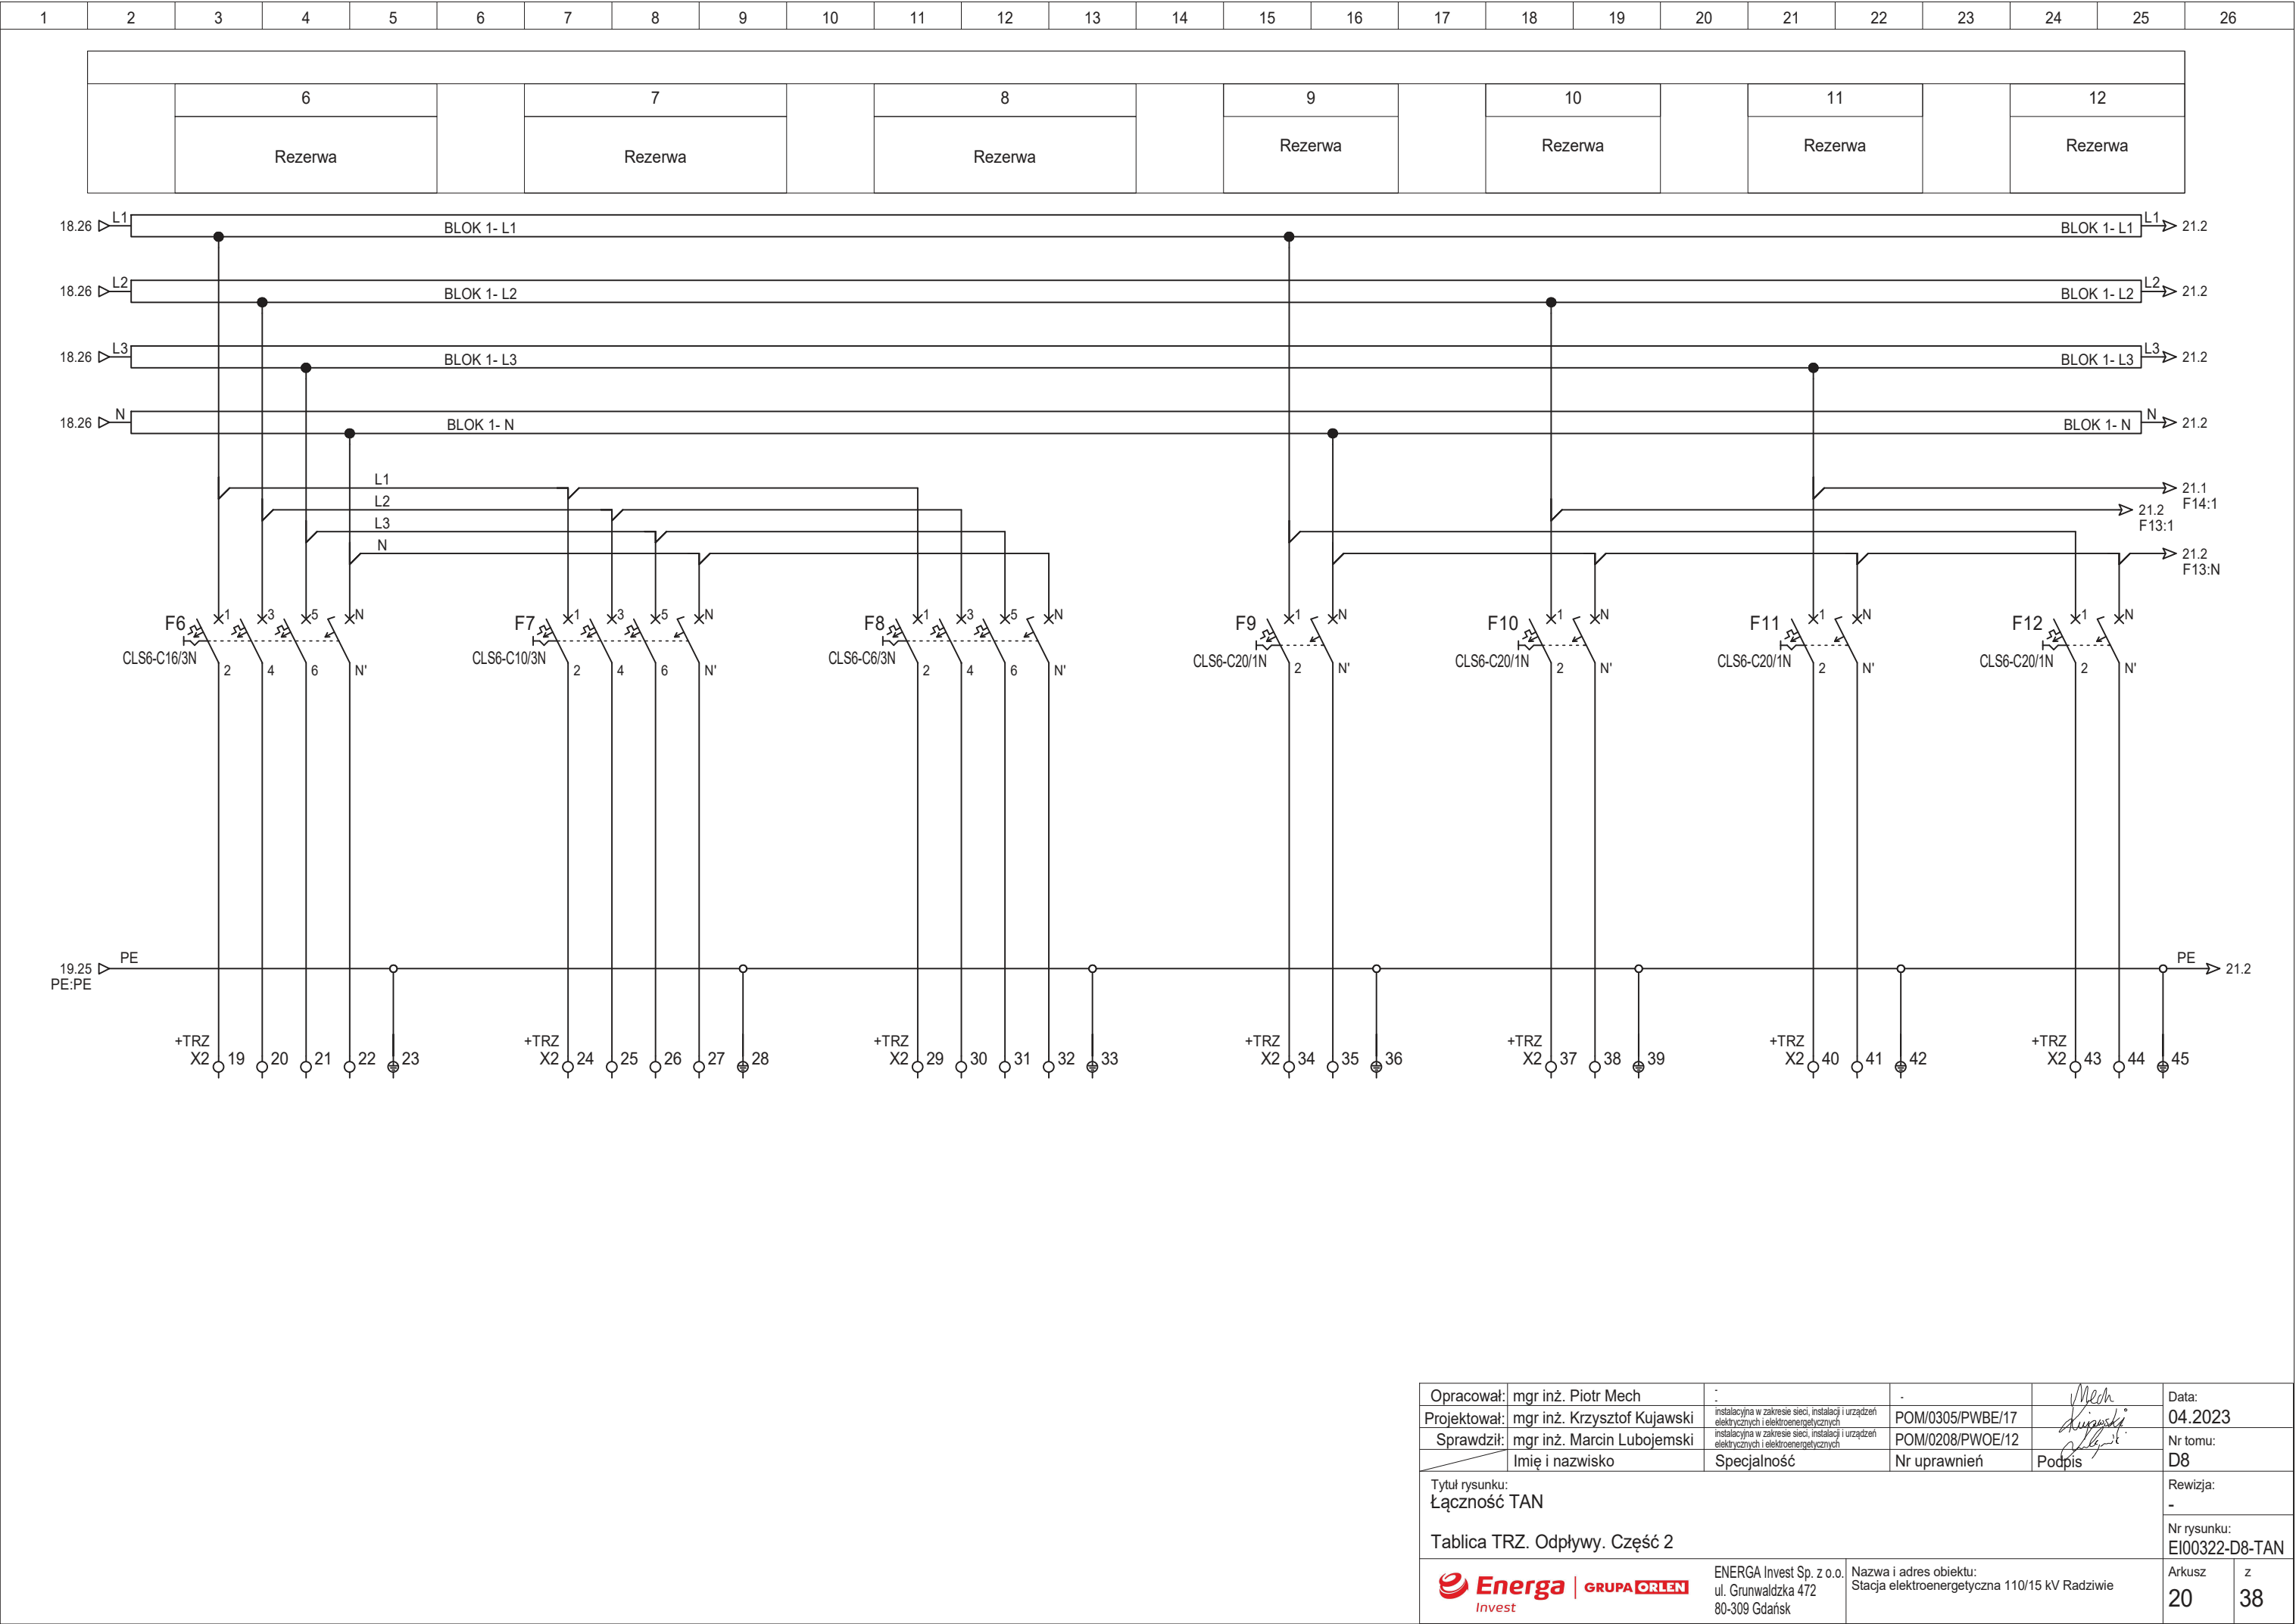 1 2 3 4 5 6 7 8 9 10 11 12 13 14 15 16 17 18 19 20 21 22 23 24 25 26
6 7 8 9 10 11 12
Rezerwa Rezerwa Rezerwa Rezerwa Rezerwa Rezerwa Rezerwa
18.26 L1 BLOK 1- L1 BLOK 1- L1 L1 21.2
18.26 L2 BLOK 1- L2 BLOK 1- L2 L2 21.2
18.26 L3 BLOK 1- L3 BLOK 1- L3 L3 21.2
18.26 N BLOK 1- N BLOK 1- N N 21.2
L1 21.1
F14:1
L2 21.2
F13:1
L3
N 21.2
F13:N
F6 1 3 5 N F7 1 3 5 N F8 1 3 5 N F9 1 N F10 1 N F11 1 N F12 1 N
CLS6-C16/3N CLS6-C10/3N CLS6-C6/3N CLS6-C20/1N CLS6-C20/1N CLS6-C20/1N CLS6-C20/1N
2 4 6 N' 2 4 6 N' 2 4 6 N' 2 N' 2 N' 2 N' 2 N'
19.25 PE PE 21.2
PE:PE
+TRZ +TRZ +TRZ +TRZ +TRZ +TRZ +TRZ
X2 19 20 21 22 23 X2 24 25 26 27 28 X2 29 30 31 32 33 X2 34 35 36 X2 37 38 39 X2 40 41 42 X2 43 44 45
Opracował: mgr inż. Piotr Mech - - - Mech
Projektował: mgr inż. Krzysztof Kujawski instalacyjna w zakresie sieci, instalacji i urządzeń elektrycznych i elektroenergetycznych POM/0305/PWBE/17 Kujawski
Sprawdził: mgr inż. Marcin Lubojemski instalacyjna w zakresie sieci, instalacji i urządzeń elektrycznych i elektroenergetycznych POM/0208/PWOE/12
Imię i nazwisko Specjalność Nr uprawnień Podpis
Data:
04.2023
Nr tomu:
D8
Rewizja:
-
Nr rysunku:
EI00322-D8-TAN
Arkusz z
20 38
Tytuł rysunku:
Łączność TAN
Tablica TRZ. Odpływy. Część 2
Energa GRUPA ORLEN
Invest
ENERGA Invest Sp. z o.o.
ul. Grunwaldzka 472
80-309 Gdańsk
Nazwa i adres obiektu:
Stacja elektroenergetyczna 110/15 kV Radziwie